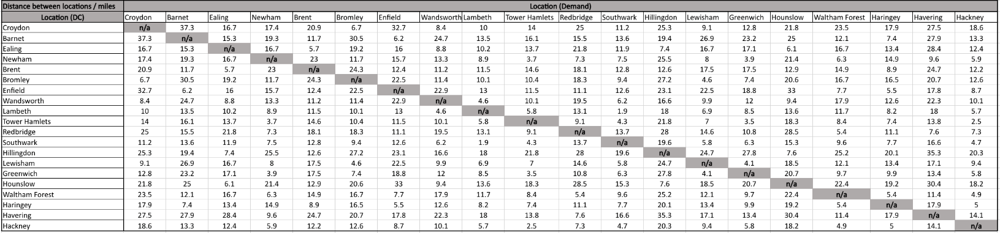 Distance between locations / miles Location (Demand)
Location (DC) Croydon Barnet Ealing Newham Brent Bromley Enfield Wandsworth Lambeth Tower Hamlets Redbridge Southwark Hillingdon Lewisham Greenwich Hounslow Waltham Forest Haringey Havering Hackney
Croydon n/a 37.3 16.7 17.4 20.9 6.7 32.7 8.4 10 14 25 11.2 25.3 9.1 12.8 21.8 23.5 17.9 27.5 18.6
Barnet 37.3 n/a 15.3 19.3 11.7 30.5 6.2 24.7 13.5 16.1 15.5 13.6 19.4 26.9 23.2 25 12.1 7.4 27.9 13.3
Ealing 16.7 15.3 n/a 16.7 5.7 19.2 16 8.8 10.2 13.7 21.8 11.9 7.4 16.7 17.1 6.1 16.7 13.4 28.4 12.4
Newham 17.4 19.3 16.7 n/a 23 11.7 15.7 13.3 8.9 3.7 7.3 7.5 25.5 8 3.9 21.4 6.3 14.9 9.6 5.9
Brent 20.9 11.7 5.7 23 n/a 24.3 12.4 11.2 11.5 14.6 18.1 12.8 12.6 17.5 17.5 12.9 14.9 8.9 24.7 12.2
Bromley 6.7 30.5 19.2 11.7 24.3 n/a 22.5 11.4 10.1 10.4 18.3 9.4 27.2 4.6 7.4 20.6 16.7 16.5 20.7 12.6
Enfield 32.7 6.2 16 15.7 12.4 22.5 n/a 22.9 13 11.5 11.1 12.6 23.1 22.5 18.8 33 7.7 5.5 17.8 8.7
Wandsworth 8.4 24.7 8.8 13.3 11.2 11.4 22.9 n/a 4.6 10.1 19.5 6.2 16.6 9.9 12 9.4 17.9 12.6 22.3 10.1
Lambeth 10 13.5 10.2 8.9 11.5 10.1 13 4.6 n/a 5.8 13.1 1.9 18 6.9 8.5 13.6 11.7 8.2 18 5.7
Tower Hamlets 14 16.1 13.7 3.7 14.6 10.4 11.5 10.1 5.8 n/a 9.1 4.3 21.8 7 3.5 18.3 8.4 7.4 13.8 2.5
Redbridge 25 15.5 21.8 7.3 18.1 18.3 11.1 19.5 13.1 9.1 n/a 13.7 28 14.6 10.8 28.5 5.4 11.1 7.6 7.3
Southwark 11.2 13.6 11.9 7.5 12.8 9.4 12.6 6.2 1.9 4.3 13.7 n/a 19.6 5.8 6.3 15.3 9.6 7.7 16.6 4.7
Hillingdon 25.3 19.4 7.4 25.5 12.6 27.2 23.1 16.6 18 21.8 28 19.6 n/a 24.7 27.8 7.6 25.2 20.1 35.3 20.3
Lewisham 9.1 26.9 16.7 8 17.5 4.6 22.5 9.9 6.9 7 14.6 5.8 24.7 n/a 4.1 18.5 12.1 13.4 17.1 9.4
Greenwich 12.8 23.2 17.1 3.9 17.5 7.4 18.8 12 8.5 3.5 10.8 6.3 27.8 4.1 n/a 20.7 9.7 9.9 13.4 5.8
Hounslow 21.8 25 6.1 21.4 12.9 20.6 33 9.4 13.6 18.3 28.5 15.3 7.6 18.5 20.7 n/a 22.4 19.2 30.4 18.2
Waltham Forest 23.5 12.1 16.7 6.3 14.9 16.7 7.7 17.9 11.7 8.4 5.4 9.6 25.2 12.1 9.7 22.4 n/a 5.4 11.4 4.9
Haringey 17.9 7.4 13.4 14.9 8.9 16.5 5.5 12.6 8.2 7.4 11.1 7.7 20.1 13.4 9.9 19.2 5.4 n/a 17.9 5
Havering 27.5 27.9 28.4 9.6 24.7 20.7 17.8 22.3 18 13.8 7.6 16.6 35.3 17.1 13.4 30.4 11.4 17.9 n/a 14.1
Hackney 18.6 13.3 12.4 5.9 12.2 12.6 8.7 10.1 5.7 2.5 7.3 4.7 20.3 9.4 5.8 18.2 4.9 5 14.1 n/a